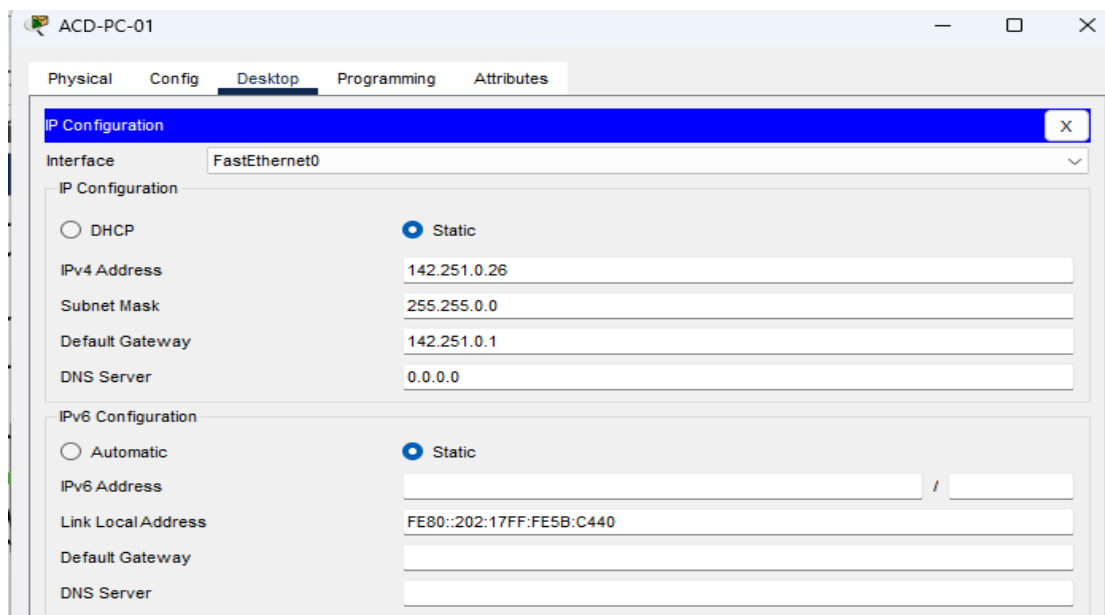 ACD-PC-01
Physical Config Desktop Programming Attributes
IP Configuration X
Interface FastEthernet0
IP Configuration
DHCP Static
IPv4 Address 142.251.0.26
Subnet Mask 255.255.0.0
Default Gateway 142.251.0.1
DNS Server 0.0.0.0
IPv6 Configuration
Automatic Static
IPv6 Address /
Link Local Address FE80::202:17FF:FE5B:C440
Default Gateway
DNS Server